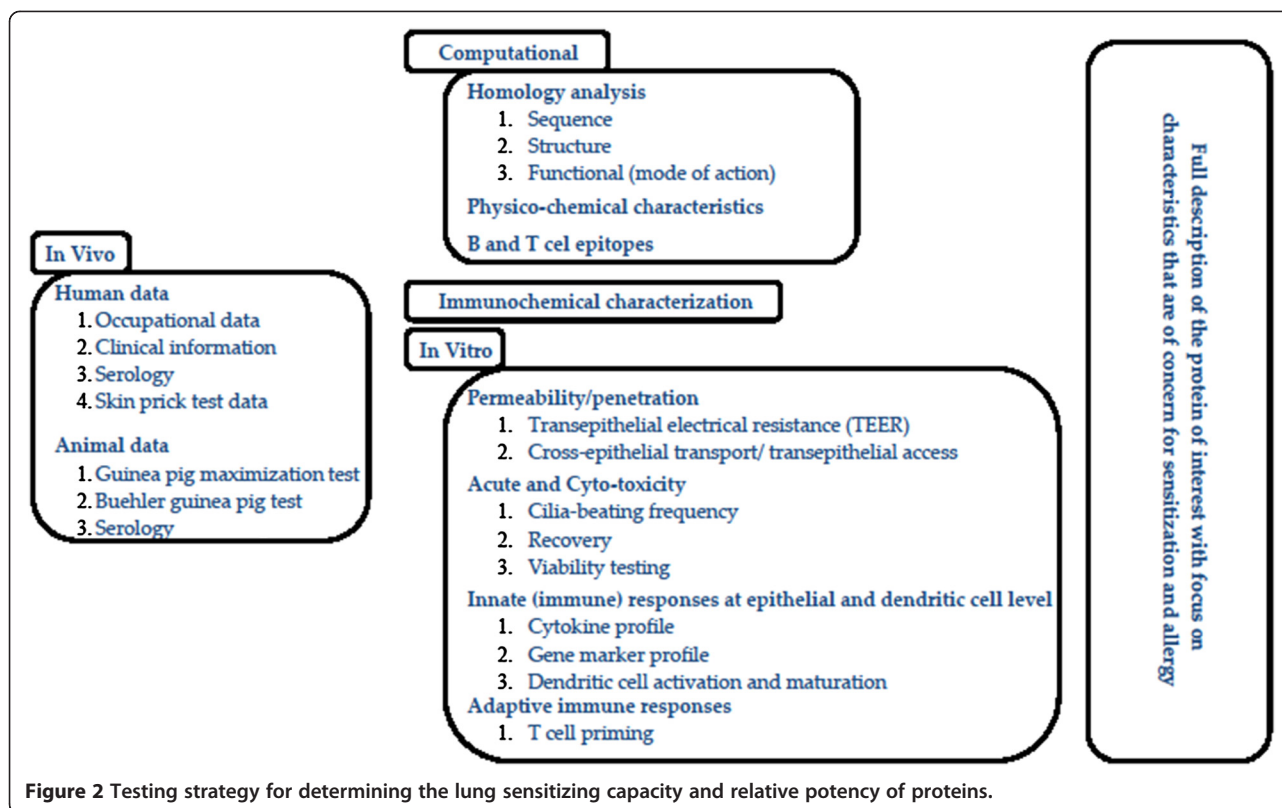 Computational
Homology analysis
1. Sequence
2. Structure
3. Functional (mode of action)
Physico-chemical characteristics
B and T cel epitopes
In Vivo
Human data
1. Occupational data
2. Clinical information
3. Serology
4. Skin prick test data
Animal data
1. Guinea pig maximization test
2. Buehler guinea pig test
3. Serology
Immunochemical characterization
In Vitro
Permeability/penetration
1. Transepithelial electrical resistance (TEER)
2. Cross-epithelial transport/ transepithelial access
Acute and Cyto-toxicity
1. Cilia-beating frequency
2. Recovery
3. Viability testing
Innate (immune) responses at epithelial and dendritic cell level
1. Cytokine profile
2. Gene marker profile
3. Dendritic cell activation and maturation
Adaptive immune responses
1. T cell priming
Full description of the protein of interest with focus on
characteristics that are of concern for sensitization and allergy
Figure 2 Testing strategy for determining the lung sensitizing capacity and relative potency of proteins.